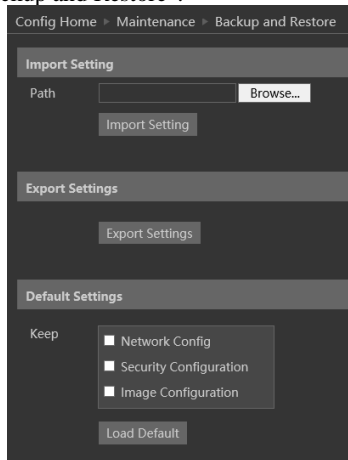 Config Home ▸ Maintenance ▸ Backup and Restore
Import Setting
Path Browse...
Import Setting
Export Settings
Export Settings
Default Settings
Keep Network Config
Security Configuration
Image Configuration
Load Default